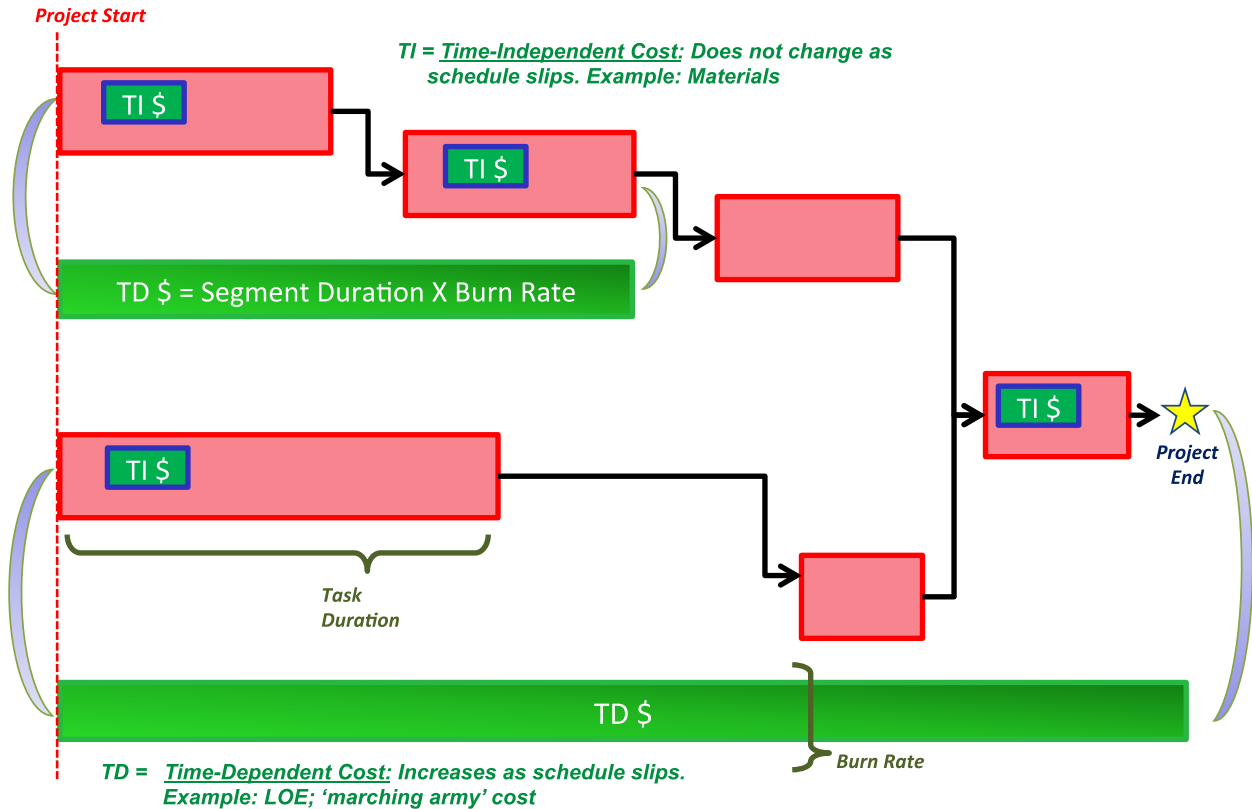 Project Start
TI = Time-Independent Cost: Does not change as
schedule slips. Example: Materials
TI $
TI $
TD $ = Segment Duration X Burn Rate
TI $
Project
End
TI $
Task
Duration
TD $
Burn Rate
TD = Time-Dependent Cost: Increases as schedule slips.
Example: LOE; ‘marching army’ cost